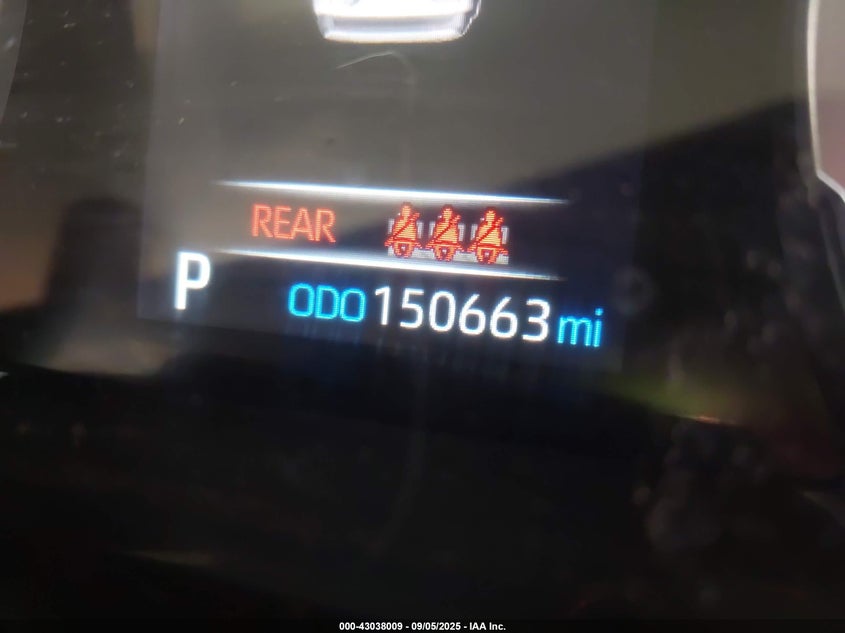 REAR
P
ODO 150663 mi
000-43038009 - 09/05/2025 - IAA Inc.